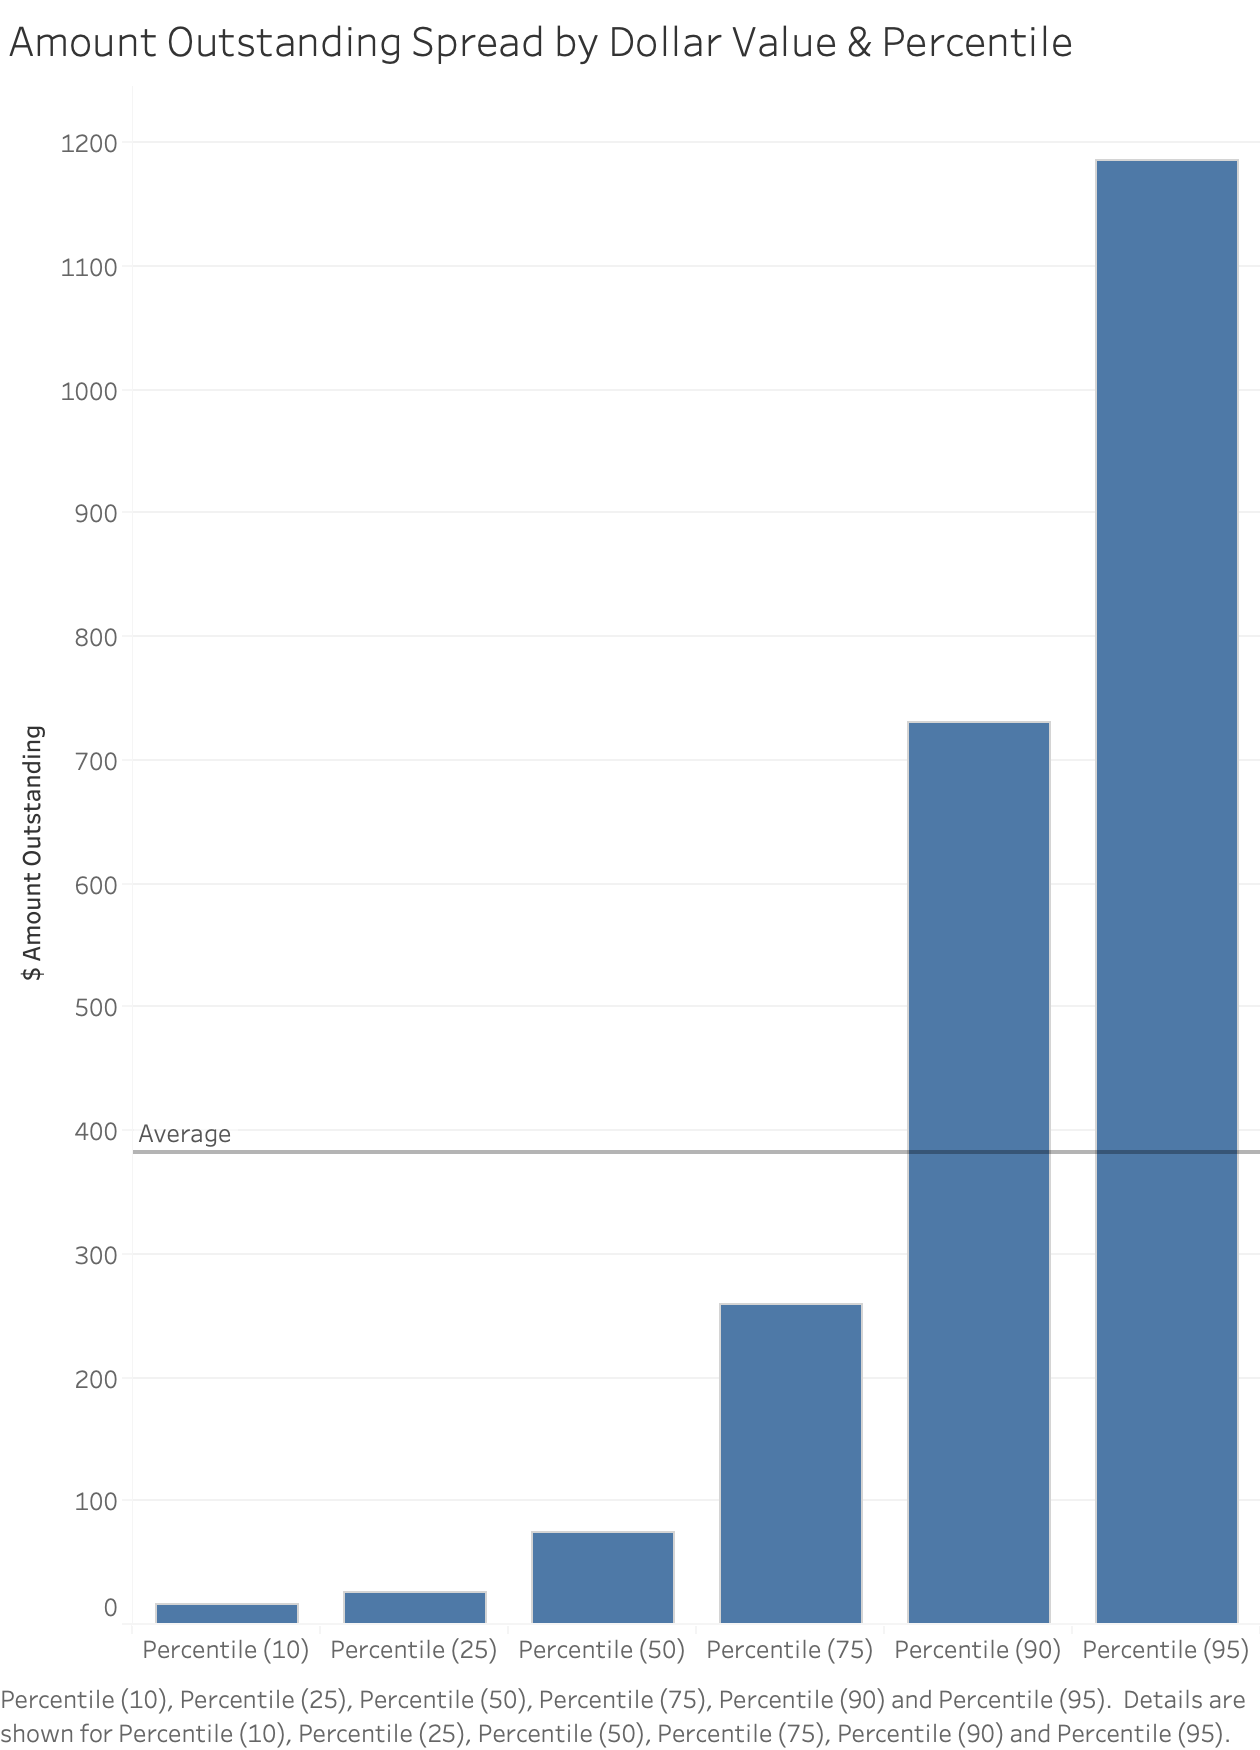 Amount Outstanding Spread by Dollar Value & Percentile
1200
1100
1000
900
800
700
600
500
400
300
200
100
0
$ Amount Outstanding
Average
Percentile (10) Percentile (25) Percentile (50) Percentile (75) Percentile (90) Percentile (95)
Percentile (10), Percentile (25), Percentile (50), Percentile (75), Percentile (90) and Percentile (95).  Details are
shown for Percentile (10), Percentile (25), Percentile (50), Percentile (75), Percentile (90) and Percentile (95).